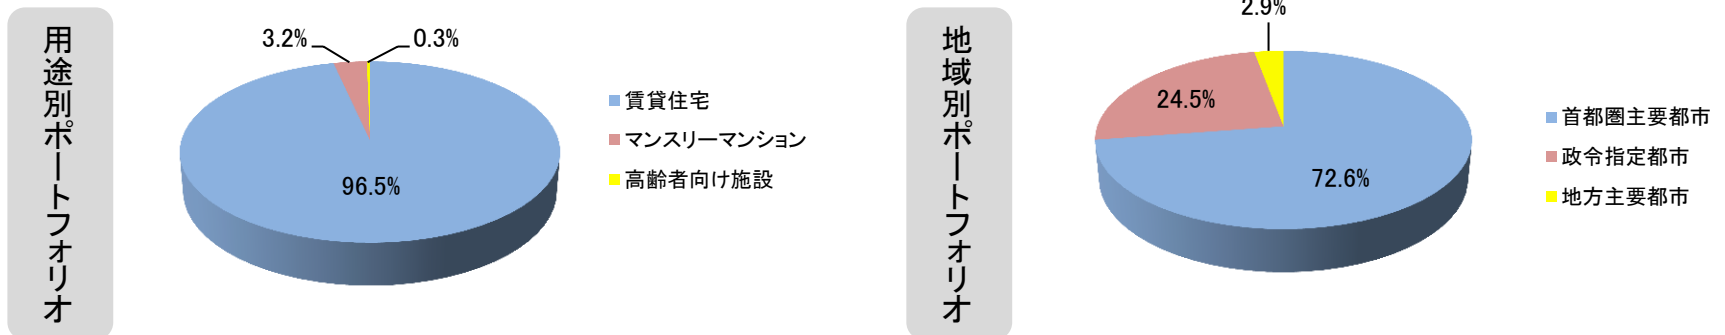 用途別ポートフォリオ
3.2%
0.3%
96.5%
賃貸住宅
マンスリーマンション
高齢者向け施設
地域別ポートフォリオ
2.9%
24.5%
72.6%
首都圏主要都市
政令指定都市
地方主要都市